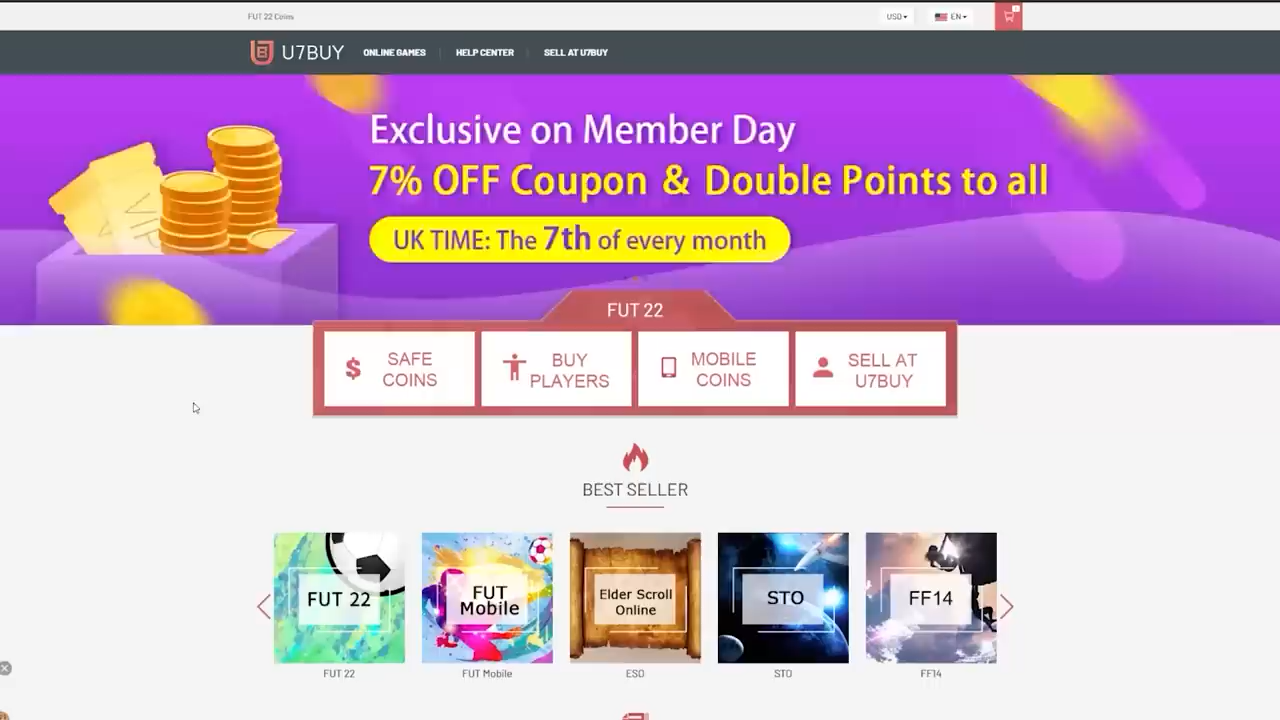 FUT 22 Coins
USD
EN
U7BUY
ONLINE GAMES
HELP CENTER
SELL AT U7BUY
Exclusive on Member Day
7% OFF Coupon & Double Points to all
UK TIME: The 7th of every month
FUT 22
$
SAFE
COINS
BUY
PLAYERS
MOBILE
COINS
SELL AT
U7BUY
BEST SELLER
FUT 22
FUT
Mobile
Elder Scroll
Online
STO
FF14
FUT 22
FUT Mobile
ESO
STO
FF14